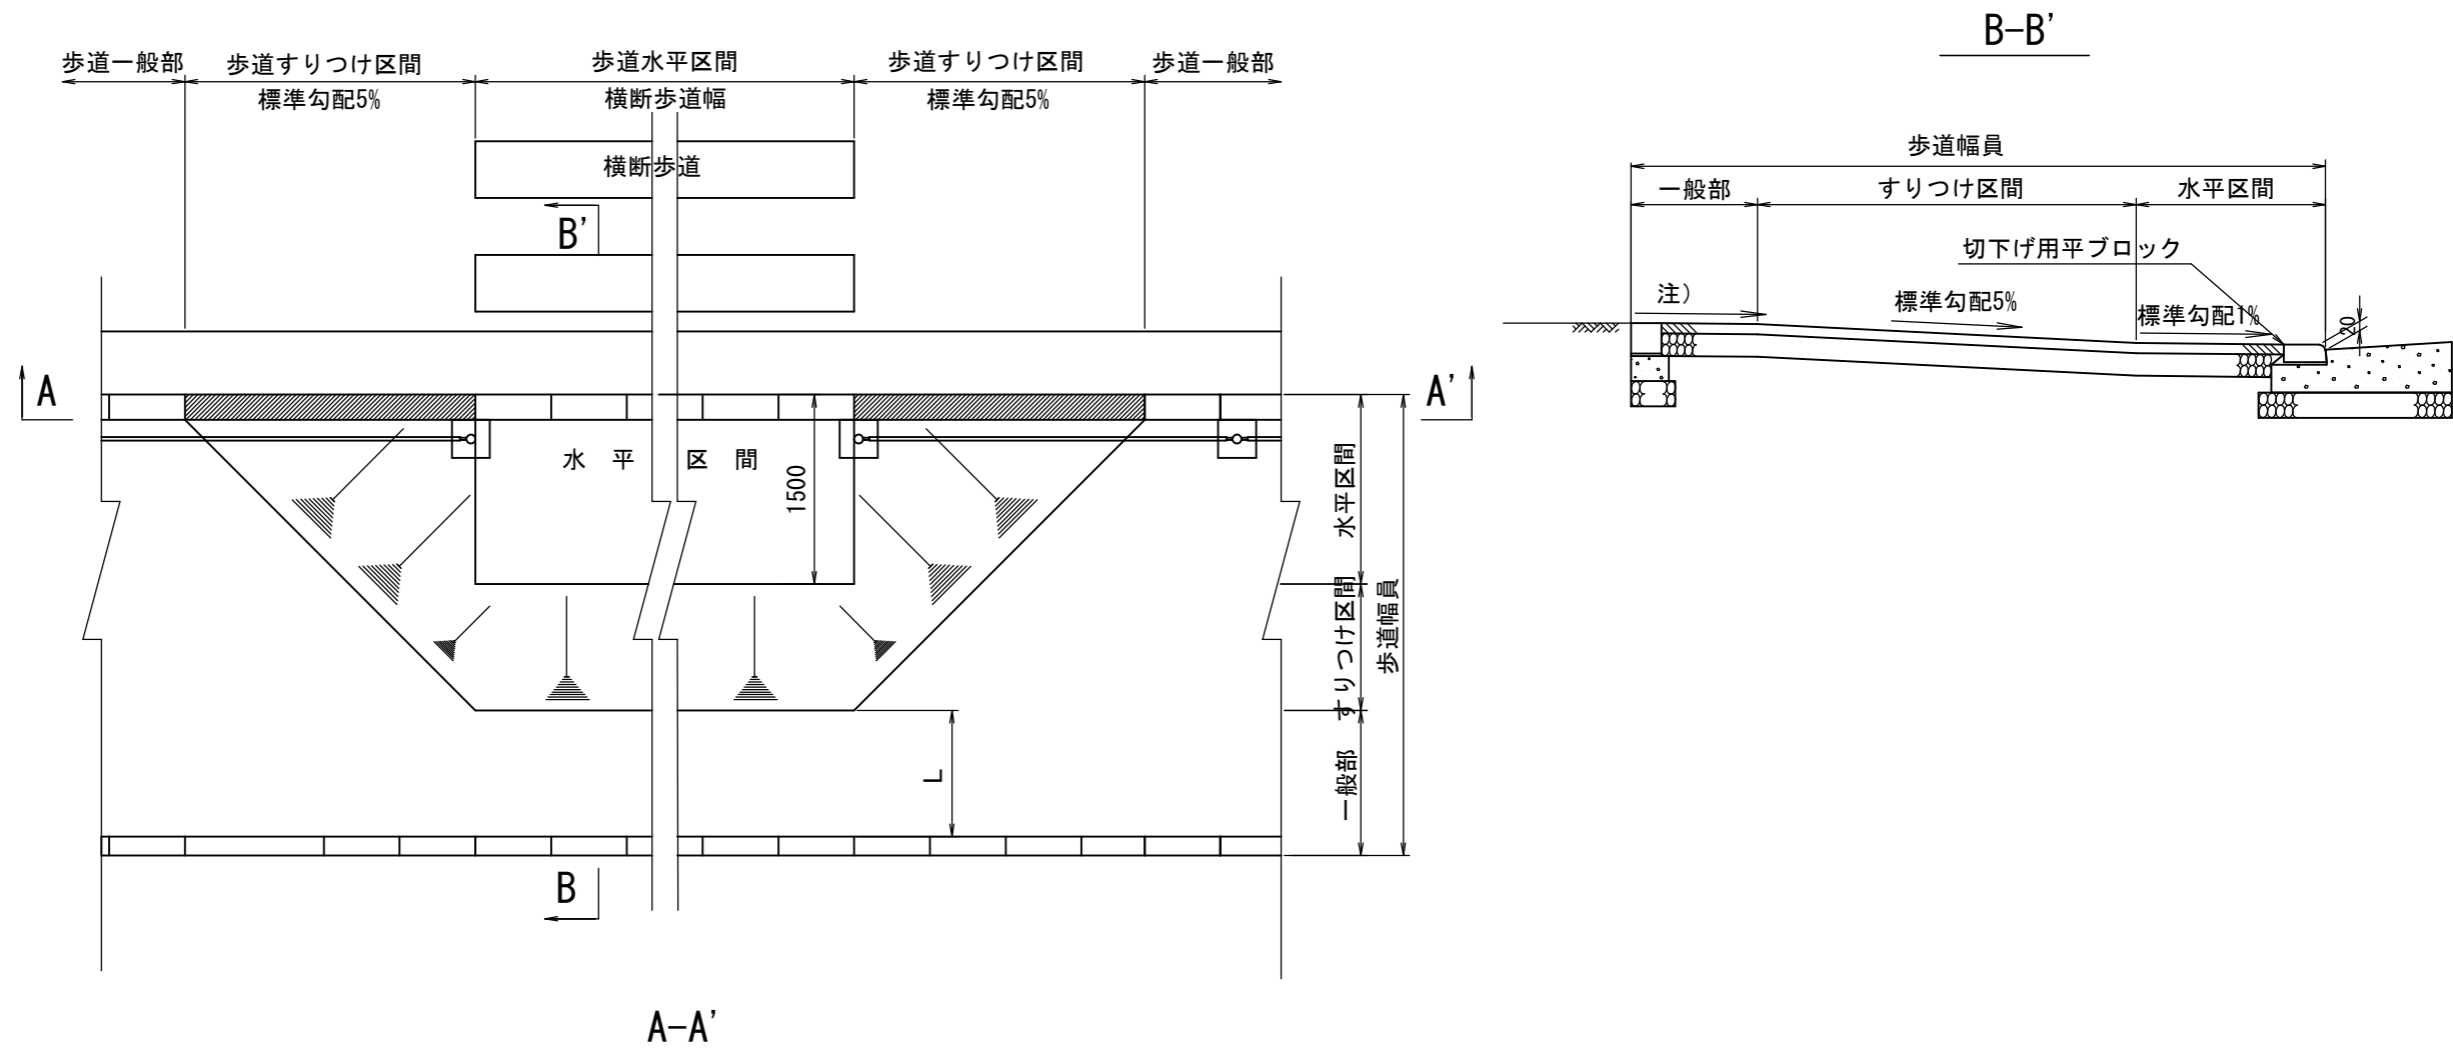 歩道一般部
歩道すりつけ区間
歩道水平区間
歩道すりつけ区間
歩道一般部
標準勾配5%
横断歩道幅
標準勾配5%
横断歩道
B'
A
A'
水 平 区 間
1500
水平区間
すりつけ区間
一般部
歩道幅員
L
B
A-A'
B-B'
歩道幅員
一般部
すりつけ区間
水平区間
切下げ用平ブロック
注)
標準勾配5%
標準勾配1%
20